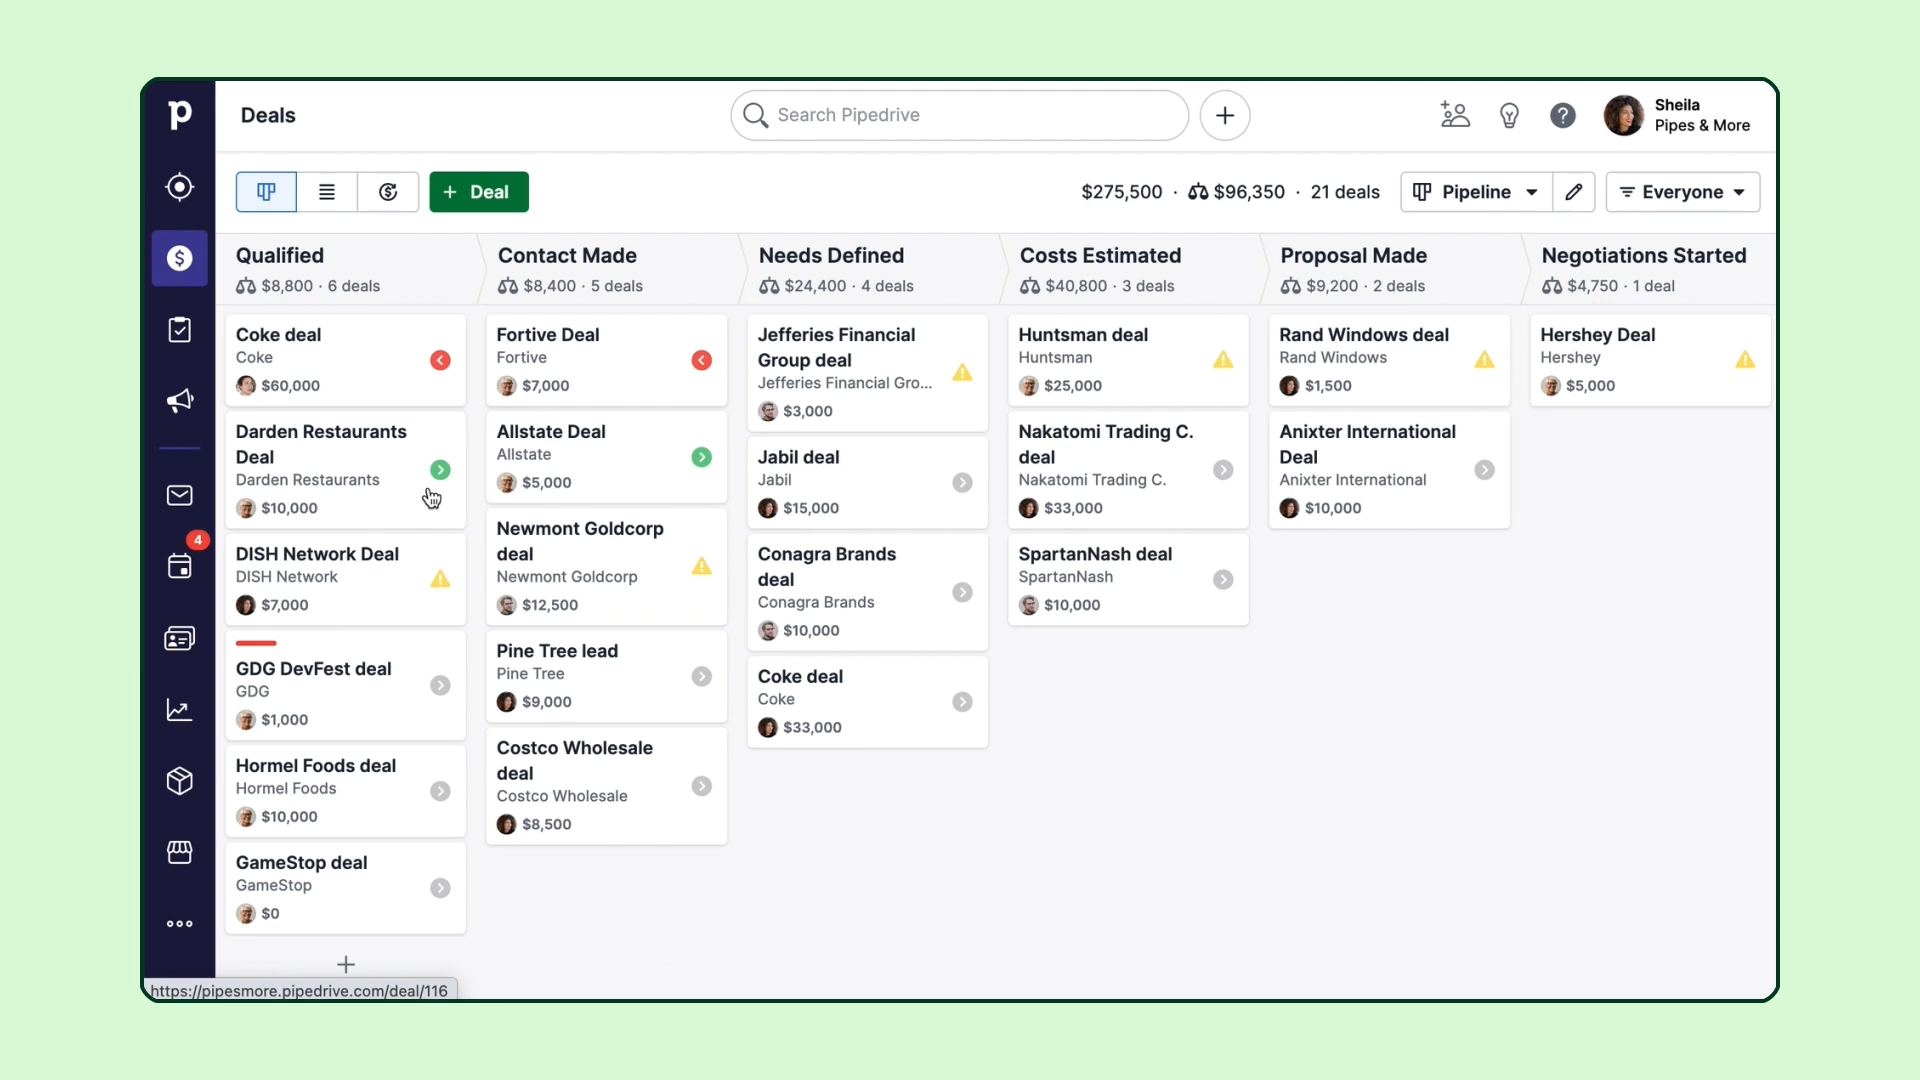 p
Deals
Search Pipedrive
Sheila
Pipes & More
+ Deal
$275,500 · $96,350 · 21 deals
Pipeline
Everyone
Qualified
$8,800 · 6 deals
Contact Made
$8,400 · 5 deals
Needs Defined
$24,400 · 4 deals
Costs Estimated
$40,800 · 3 deals
Proposal Made
$9,200 · 2 deals
Negotiations Started
$4,750 · 1 deal
Coke deal
Coke
$60,000
Darden Restaurants
Deal
Darden Restaurants
$10,000
DISH Network Deal
DISH Network
$7,000
GDG DevFest deal
GDG
$1,000
Hormel Foods deal
Hormel Foods
$10,000
GameStop deal
GameStop
$0
Fortive Deal
Fortive
$7,000
Allstate Deal
Allstate
$5,000
Newmont Goldcorp
deal
Newmont Goldcorp
$12,500
Pine Tree lead
Pine Tree
$9,000
Costco Wholesale
deal
Costco Wholesale
$8,500
Jefferies Financial
Group deal
Jefferies Financial Gro...
$3,000
Jabil deal
Jabil
$15,000
Conagra Brands
deal
Conagra Brands
$10,000
Coke deal
Coke
$33,000
Huntsman deal
Huntsman
$25,000
Nakatomi Trading C.
deal
Nakatomi Trading C.
$33,000
SpartanNash deal
SpartanNash
$10,000
Rand Windows deal
Rand Windows
$1,500
Anixter International
Deal
Anixter International
$10,000
Hershey Deal
Hershey
$5,000
4
https://pipesmore.pipedrive.com/deal/116